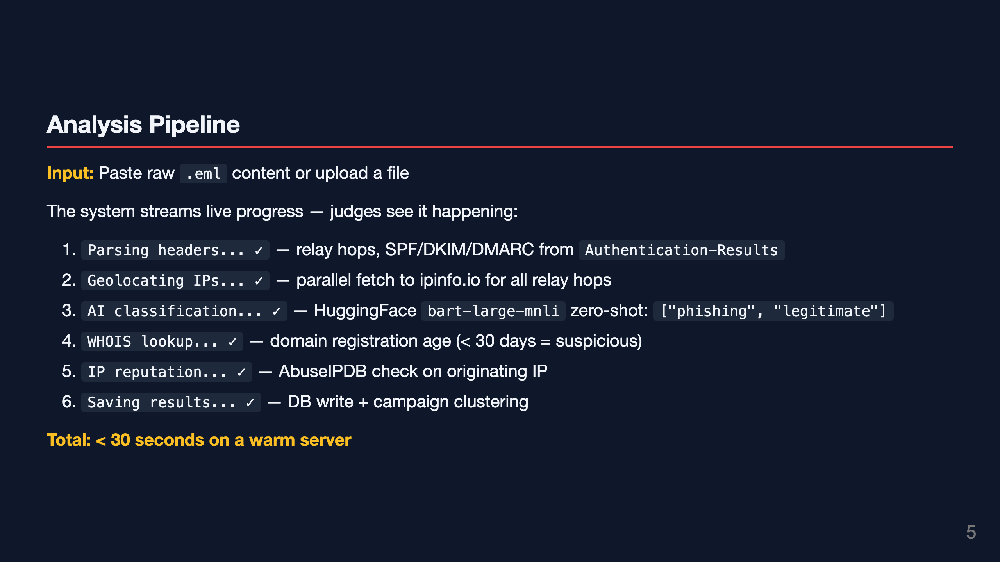 Analysis Pipeline
Input: Paste raw .eml content or upload a file
The system streams live progress — judges see it happening:
1. Parsing headers... ✓ — relay hops, SPF/DKIM/DMARC from Authentication-Results
2. Geolocating IPs... ✓ — parallel fetch to ipinfo.io for all relay hops
3. AI classification... ✓ — HuggingFace bart-large-mnli zero-shot: ["phishing", "legitimate"]
4. WHOIS lookup... ✓ — domain registration age (< 30 days = suspicious)
5. IP reputation... ✓ — AbuseIPDB check on originating IP
6. Saving results... ✓ — DB write + campaign clustering
Total: < 30 seconds on a warm server
5